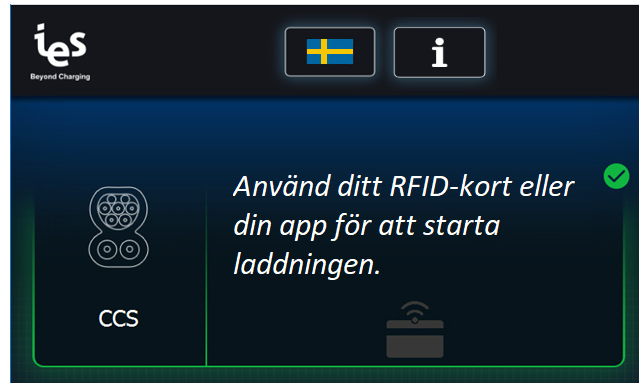 ies
Beyond Charging
i
Använd ditt RFID-kort eller
din app för att starta
laddningen.
CCS